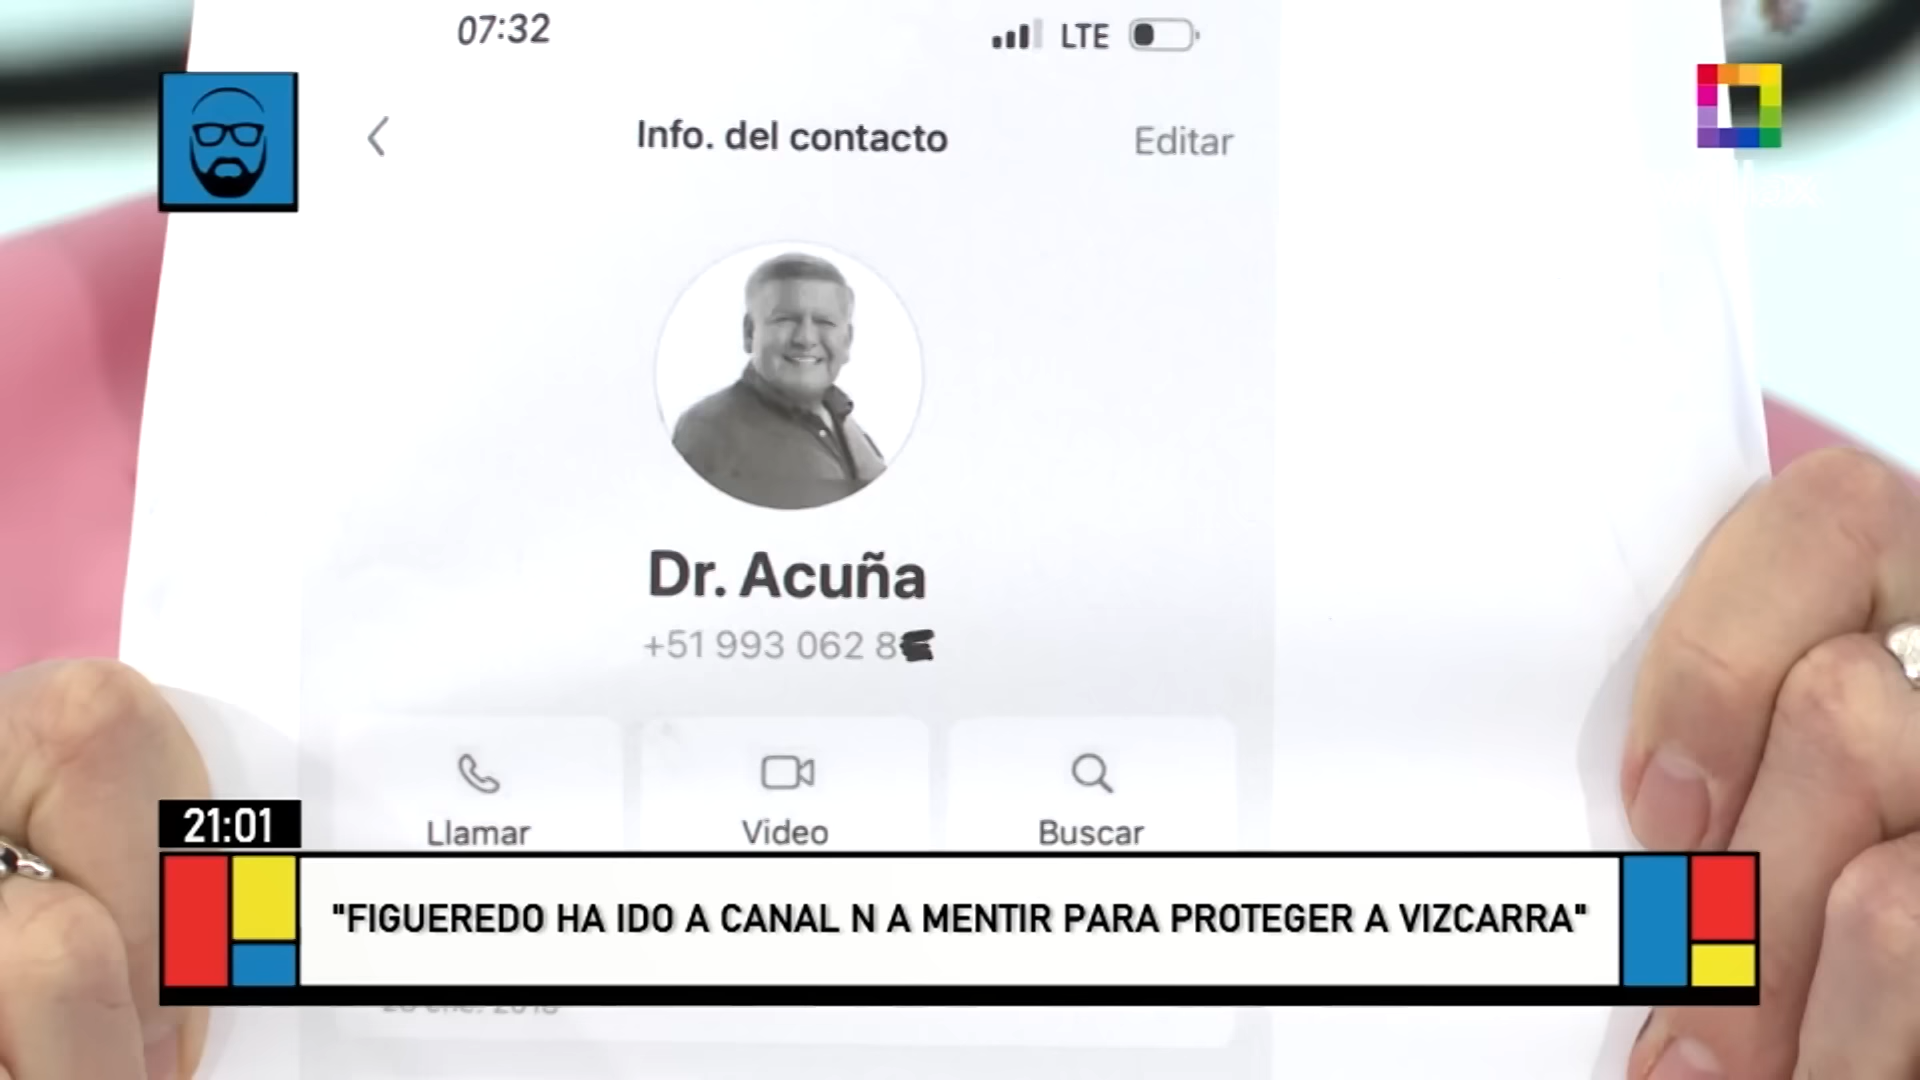 07:32
LTE
Info. del contacto
Editar
Dr. Acuña
+51 993 062 8
Llamar
Video
Buscar
21:01
"FIGUEREDO HA IDO A CANAL N A MENTIR PARA PROTEGER A VIZCARRA"